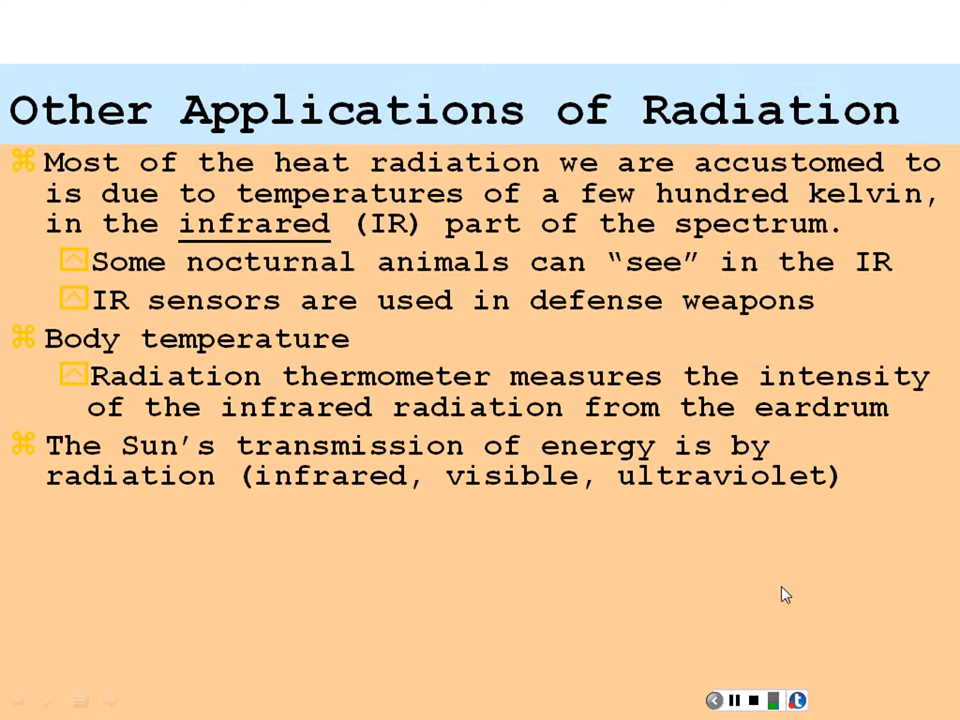 Other Applications of Radiation
Most of the heat radiation we are accustomed to
is due to temperatures of a few hundred kelvin,
in the infrared (IR) part of the spectrum.
Some nocturnal animals can “see” in the IR
IR sensors are used in defense weapons
Body temperature
Radiation thermometer measures the intensity
of the infrared radiation from the eardrum
The Sun’s transmission of energy is by
radiation (infrared, visible, ultraviolet)